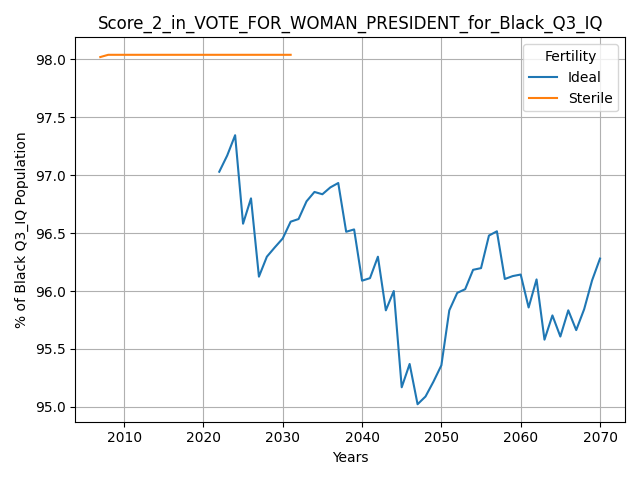 Score_2_in_VOTE_FOR_WOMAN_PRESIDENT_for_Black_Q3_IQ
Fertility
Ideal
Sterile
% of Black Q3_IQ Population
98.0
97.5
97.0
96.5
96.0
95.5
95.0
2010 2020 2030 2040 2050 2060 2070
Years